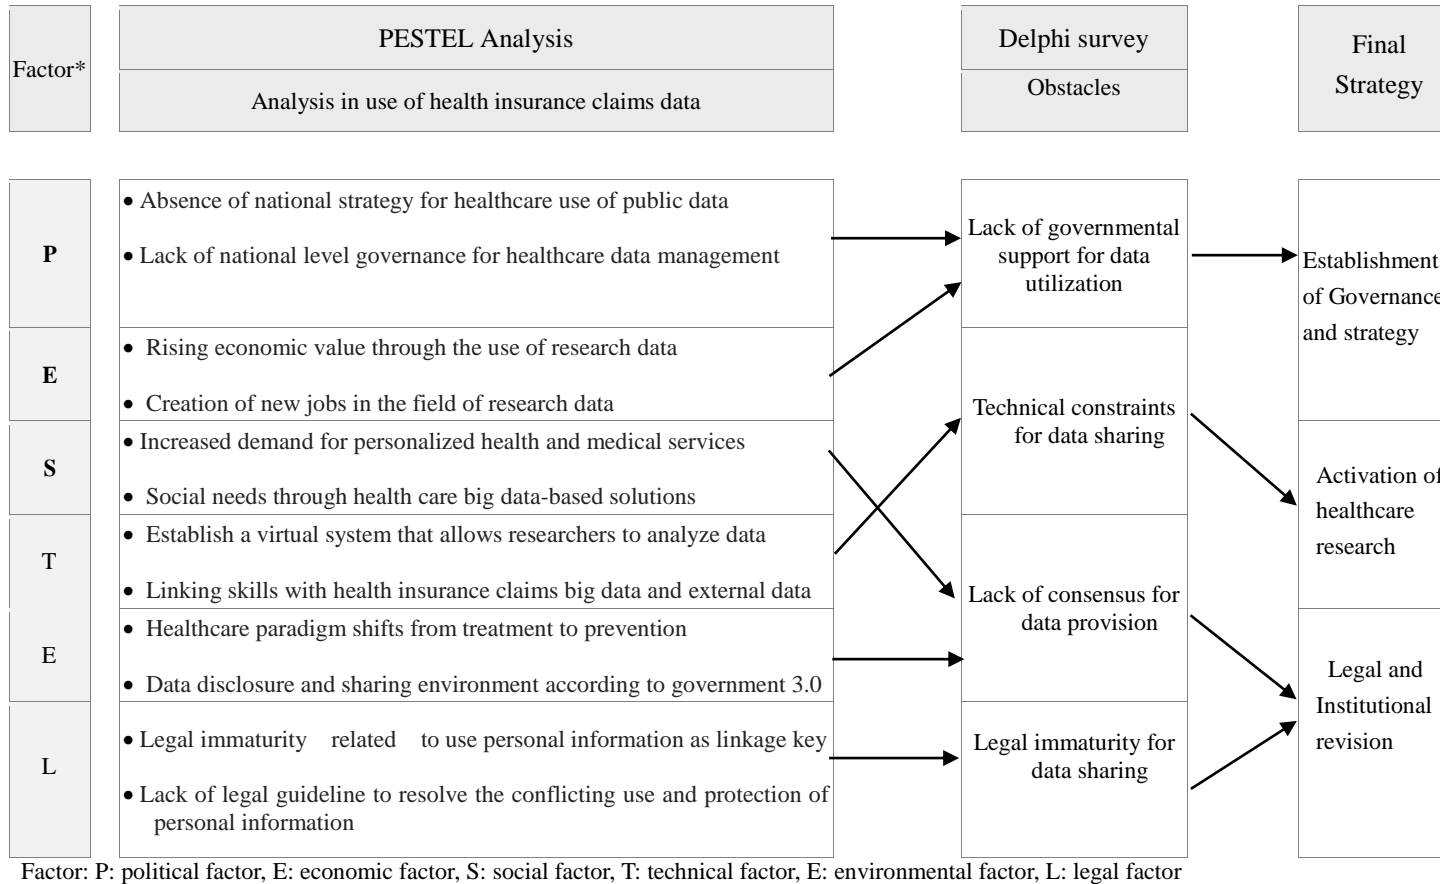 Factor*
PESTEL Analysis
Analysis in use of health insurance claims data
Delphi survey
Obstacles
Final
Strategy
P
• Absence of national strategy for healthcare use of public data
• Lack of national level governance for healthcare data management
E
• Rising economic value through the use of research data
• Creation of new jobs in the field of research data
S
• Increased demand for personalized health and medical services
• Social needs through health care big data-based solutions
T
• Establish a virtual system that allows researchers to analyze data
• Linking skills with health insurance claims big data and external data
E
• Healthcare paradigm shifts from treatment to prevention
• Data disclosure and sharing environment according to government 3.0
L
• Legal immaturity related to use personal information as linkage key
• Lack of legal guideline to resolve the conflicting use and protection of
personal information
Lack of governmental
support for data
utilization
Technical constraints
for data sharing
Lack of consensus for
data provision
Legal immaturity for
data sharing
Establishment
of Governance
and strategy
Activation of
healthcare
research
Legal and
Institutional
revision
Factor: P: political factor, E: economic factor, S: social factor, T: technical factor, E: environmental factor, L: legal factor